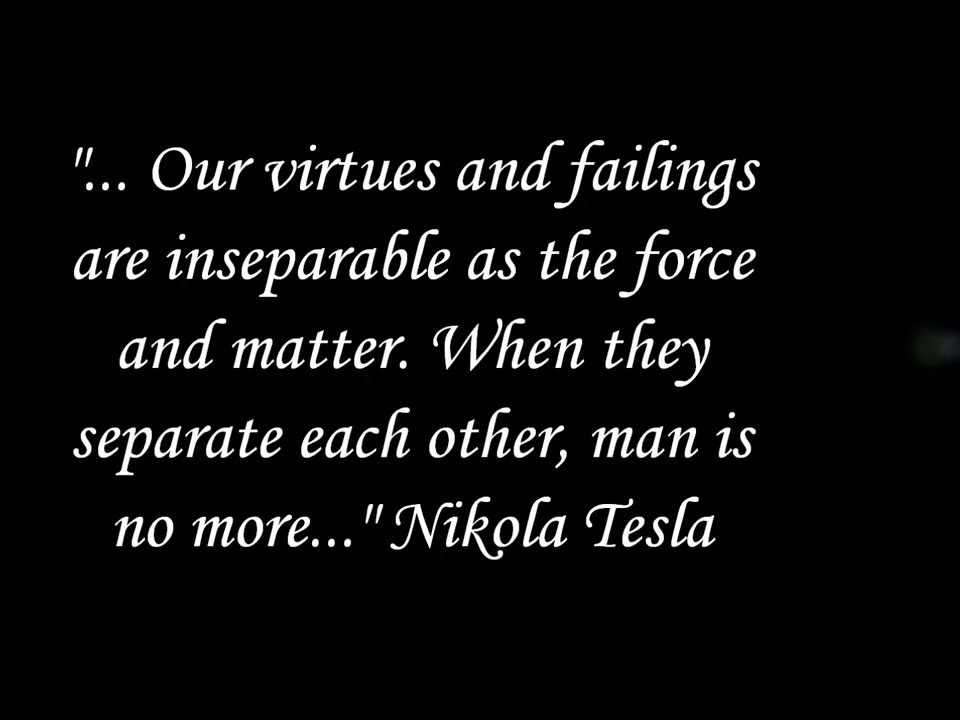 "... Our virtues and failings
are inseparable as the force
and matter. When they
separate each other, man is
no more..." Nikola Tesla